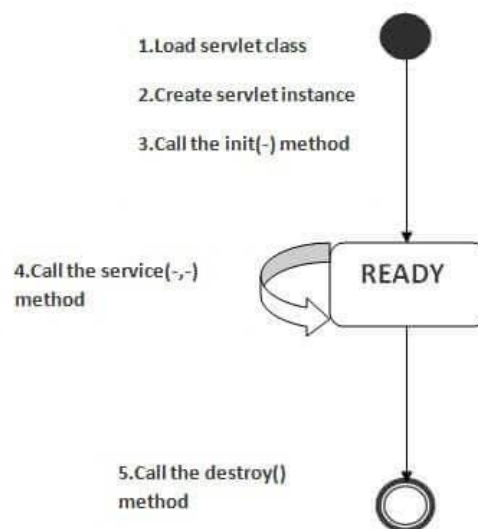 1.Load servlet class
2.Create servlet instance
3.Call the init(-) method
4.Call the service(-,-)
method
READY
5.Call the destroy()
method